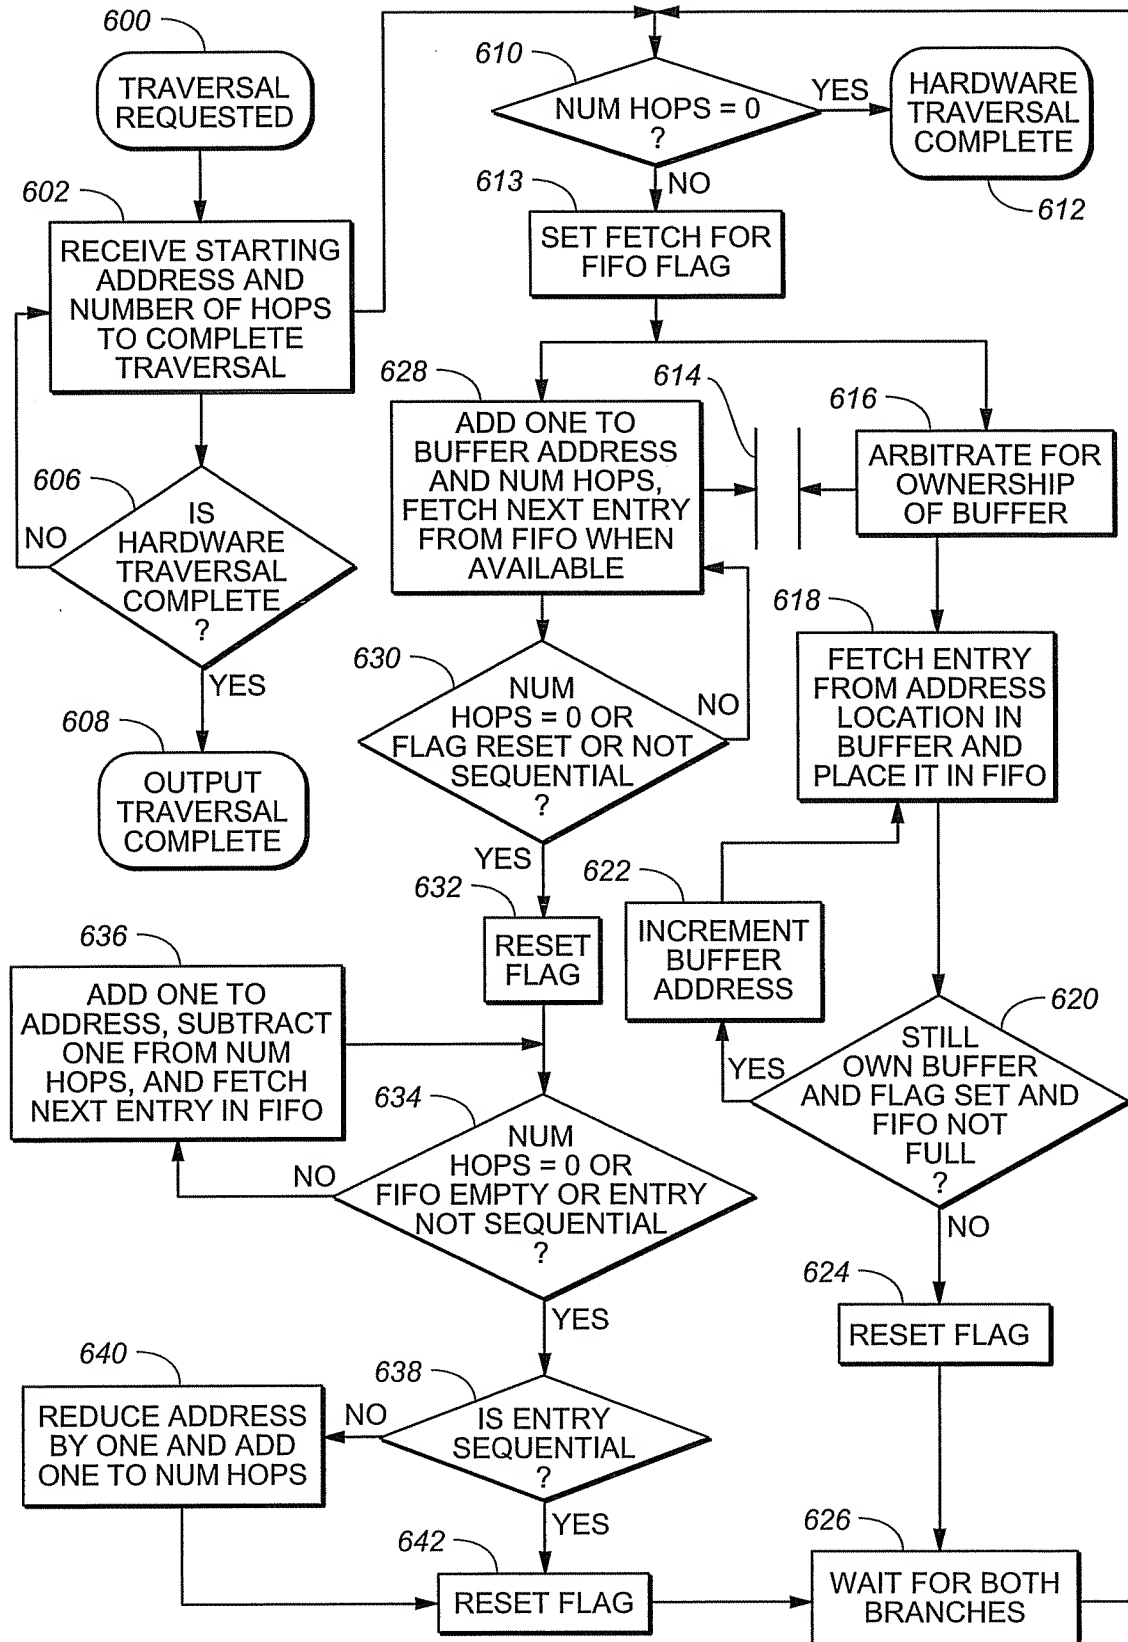 600
TRAVERSAL
REQUESTED
602
RECEIVE STARTING
ADDRESS AND
NUMBER OF HOPS
TO COMPLETE
TRAVERSAL
606
IS
HARDWARE
TRAVERSAL
COMPLETE
?
NO
YES
608
OUTPUT
TRAVERSAL
COMPLETE
610
NUM HOPS = 0
?
YES
HARDWARE
TRAVERSAL
COMPLETE
612
NO
613
SET FETCH FOR
FIFO FLAG
628
ADD ONE TO
BUFFER ADDRESS
AND NUM HOPS,
FETCH NEXT ENTRY
FROM FIFO WHEN
AVAILABLE
614
616
ARBITRATE FOR
OWNERSHIP
OF BUFFER
618
FETCH ENTRY
FROM ADDRESS
LOCATION IN
BUFFER AND
PLACE IT IN FIFO
630
NUM
HOPS = 0 OR
FLAG RESET OR NOT
SEQUENTIAL
?
NO
YES
632
RESET
FLAG
622
INCREMENT
BUFFER
ADDRESS
620
STILL
OWN BUFFER
AND FLAG SET AND
FIFO NOT
FULL
?
YES
NO
636
ADD ONE TO
ADDRESS, SUBTRACT
ONE FROM NUM
HOPS, AND FETCH
NEXT ENTRY IN FIFO
634
NUM
HOPS = 0 OR
FIFO EMPTY OR ENTRY
NOT SEQUENTIAL
?
NO
YES
624
RESET FLAG
640
REDUCE ADDRESS
BY ONE AND ADD
ONE TO NUM HOPS
638
IS ENTRY
SEQUENTIAL
?
NO
YES
642
RESET FLAG
626
WAIT FOR BOTH
BRANCHES